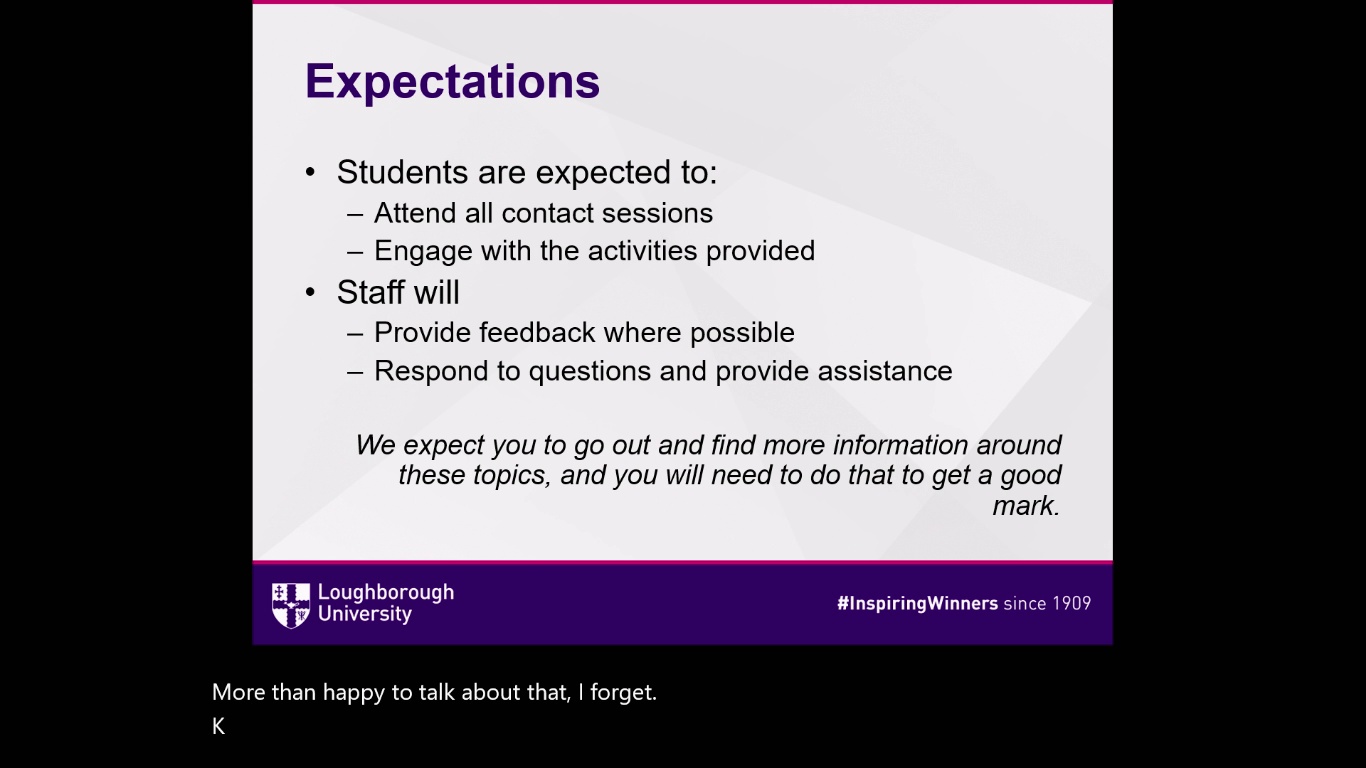 Expectations
• Students are expected to:
– Attend all contact sessions
– Engage with the activities provided
• Staff will
– Provide feedback where possible
– Respond to questions and provide assistance
We expect you to go out and find more information around
these topics, and you will need to do that to get a good
mark.
Loughborough
University
#InspiringWinners since 1909
More than happy to talk about that, I forget.
K